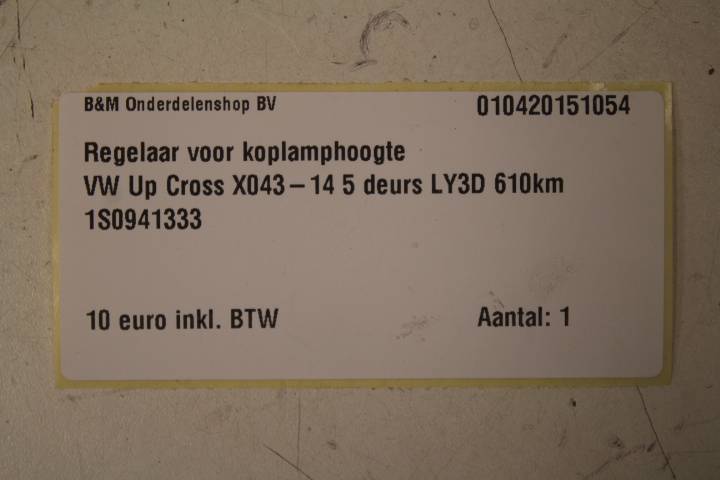 B&M Onderdelenshop BV 010420151054
Regelaar voor koplamphoogte
VW Up Cross X043 – 14 5 deurs LY3D 610km
1S0941333
10 euro inkl. BTW Aantal: 1